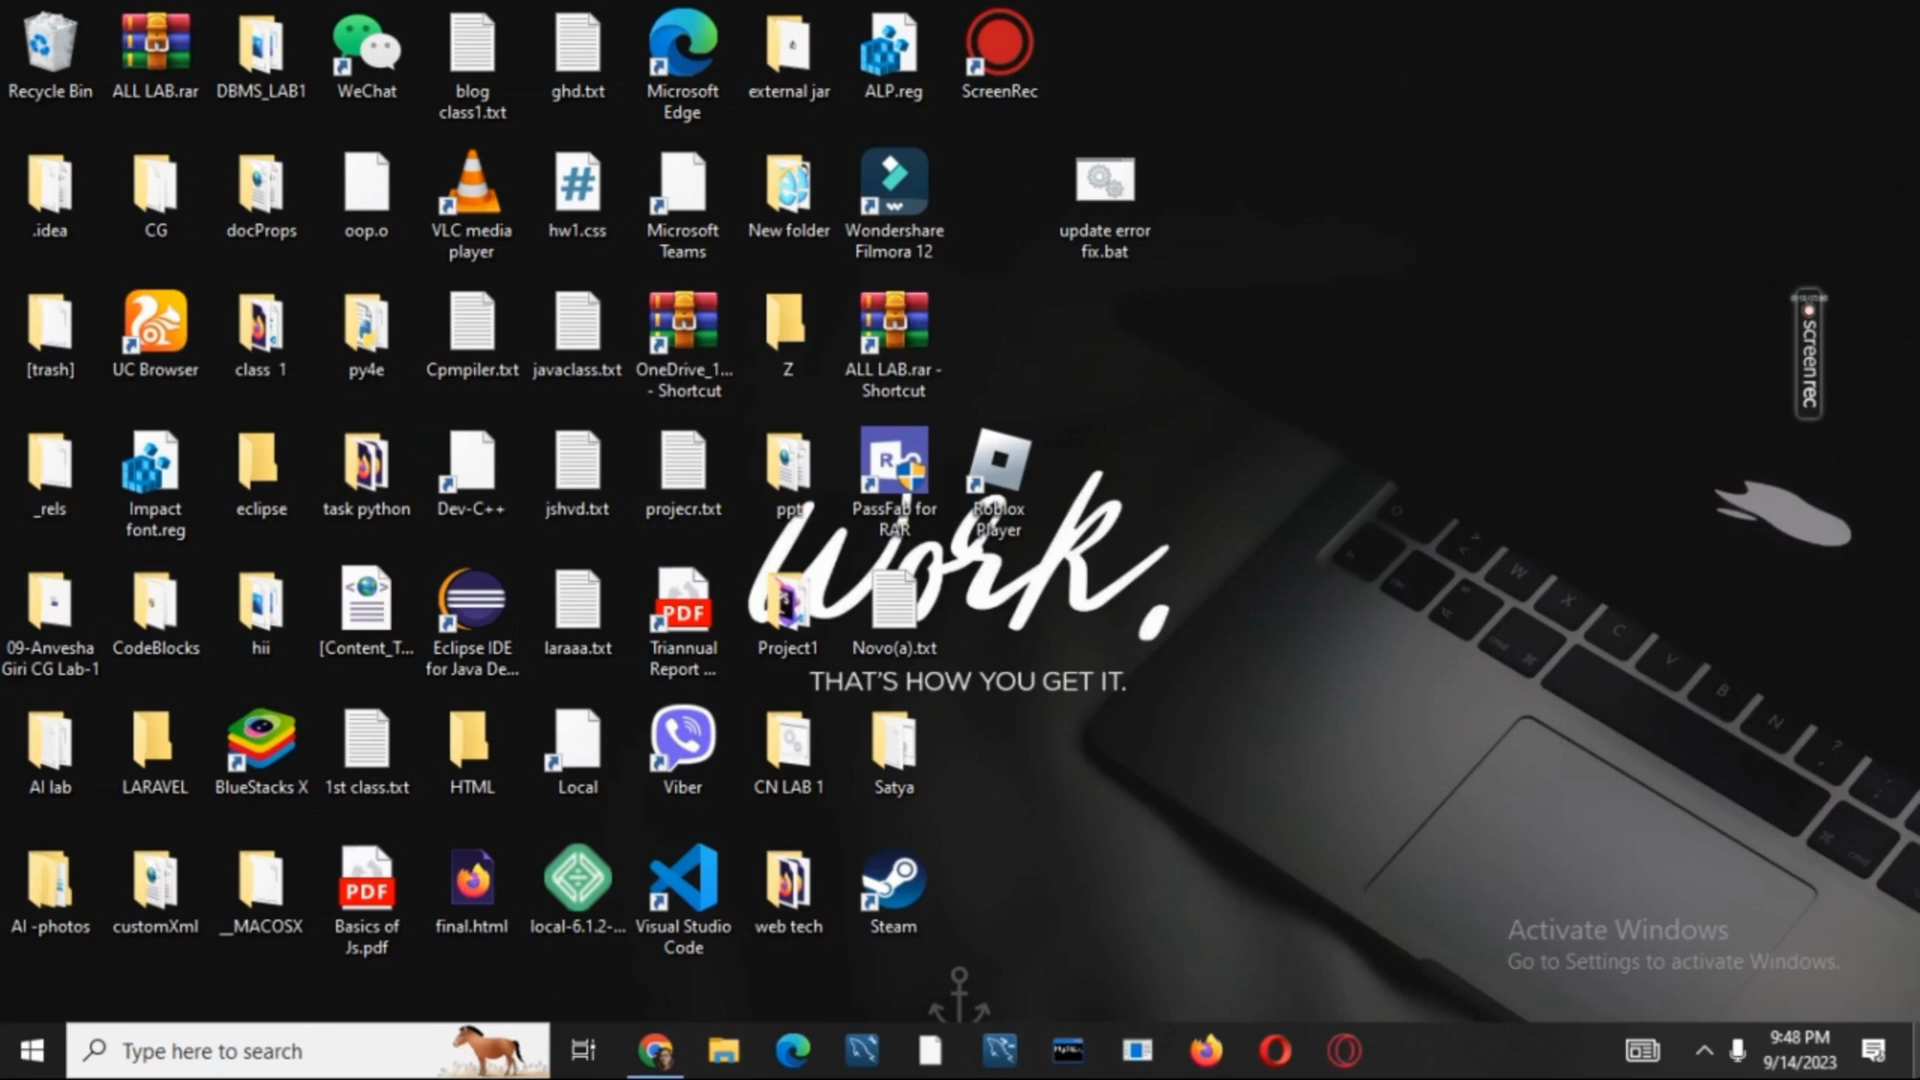 Recycle Bin
ALL LAB.rar
DBMS_LAB1
WeChat
blog
class1.txt
ghd.txt
Microsoft
Edge
external jar
ALP.reg
ScreenRec
.idea
CG
docProps
oop.o
VLC media
player
hw1.css
Microsoft
Teams
New folder
Wondershare
Filmora 12
update error
fix.bat
[trash]
UC Browser
class 1
py4e
Cpmpiler.txt
javaclass.txt
OneDrive_1...
- Shortcut
Z
ALL LAB.rar -
Shortcut
screenrec
_rels
Impact
font.reg
eclipse
task python
Dev-C++
jshvd.txt
projecr.txt
ppt
PassFab for
RAR
Roblox
Player
Work.
THAT'S HOW YOU GET IT.
09-Anvesha
Giri CG Lab-1
CodeBlocks
hii
[Content_T...
Eclipse IDE
for Java De...
laraaa.txt
PDF
Triannual
Report ...
Project1
Novo(a).txt
AI lab
LARAVEL
BlueStacks X
1st class.txt
HTML
Local
Viber
CN LAB 1
Satya
AI -photos
customXml
__MACOSX
PDF
Basics of
Js.pdf
final.html
local-6.1.2-...
Visual Studio
Code
web tech
Steam
Activate Windows
Go to Settings to activate Windows.
Type here to search
9:48 PM
9/14/2023